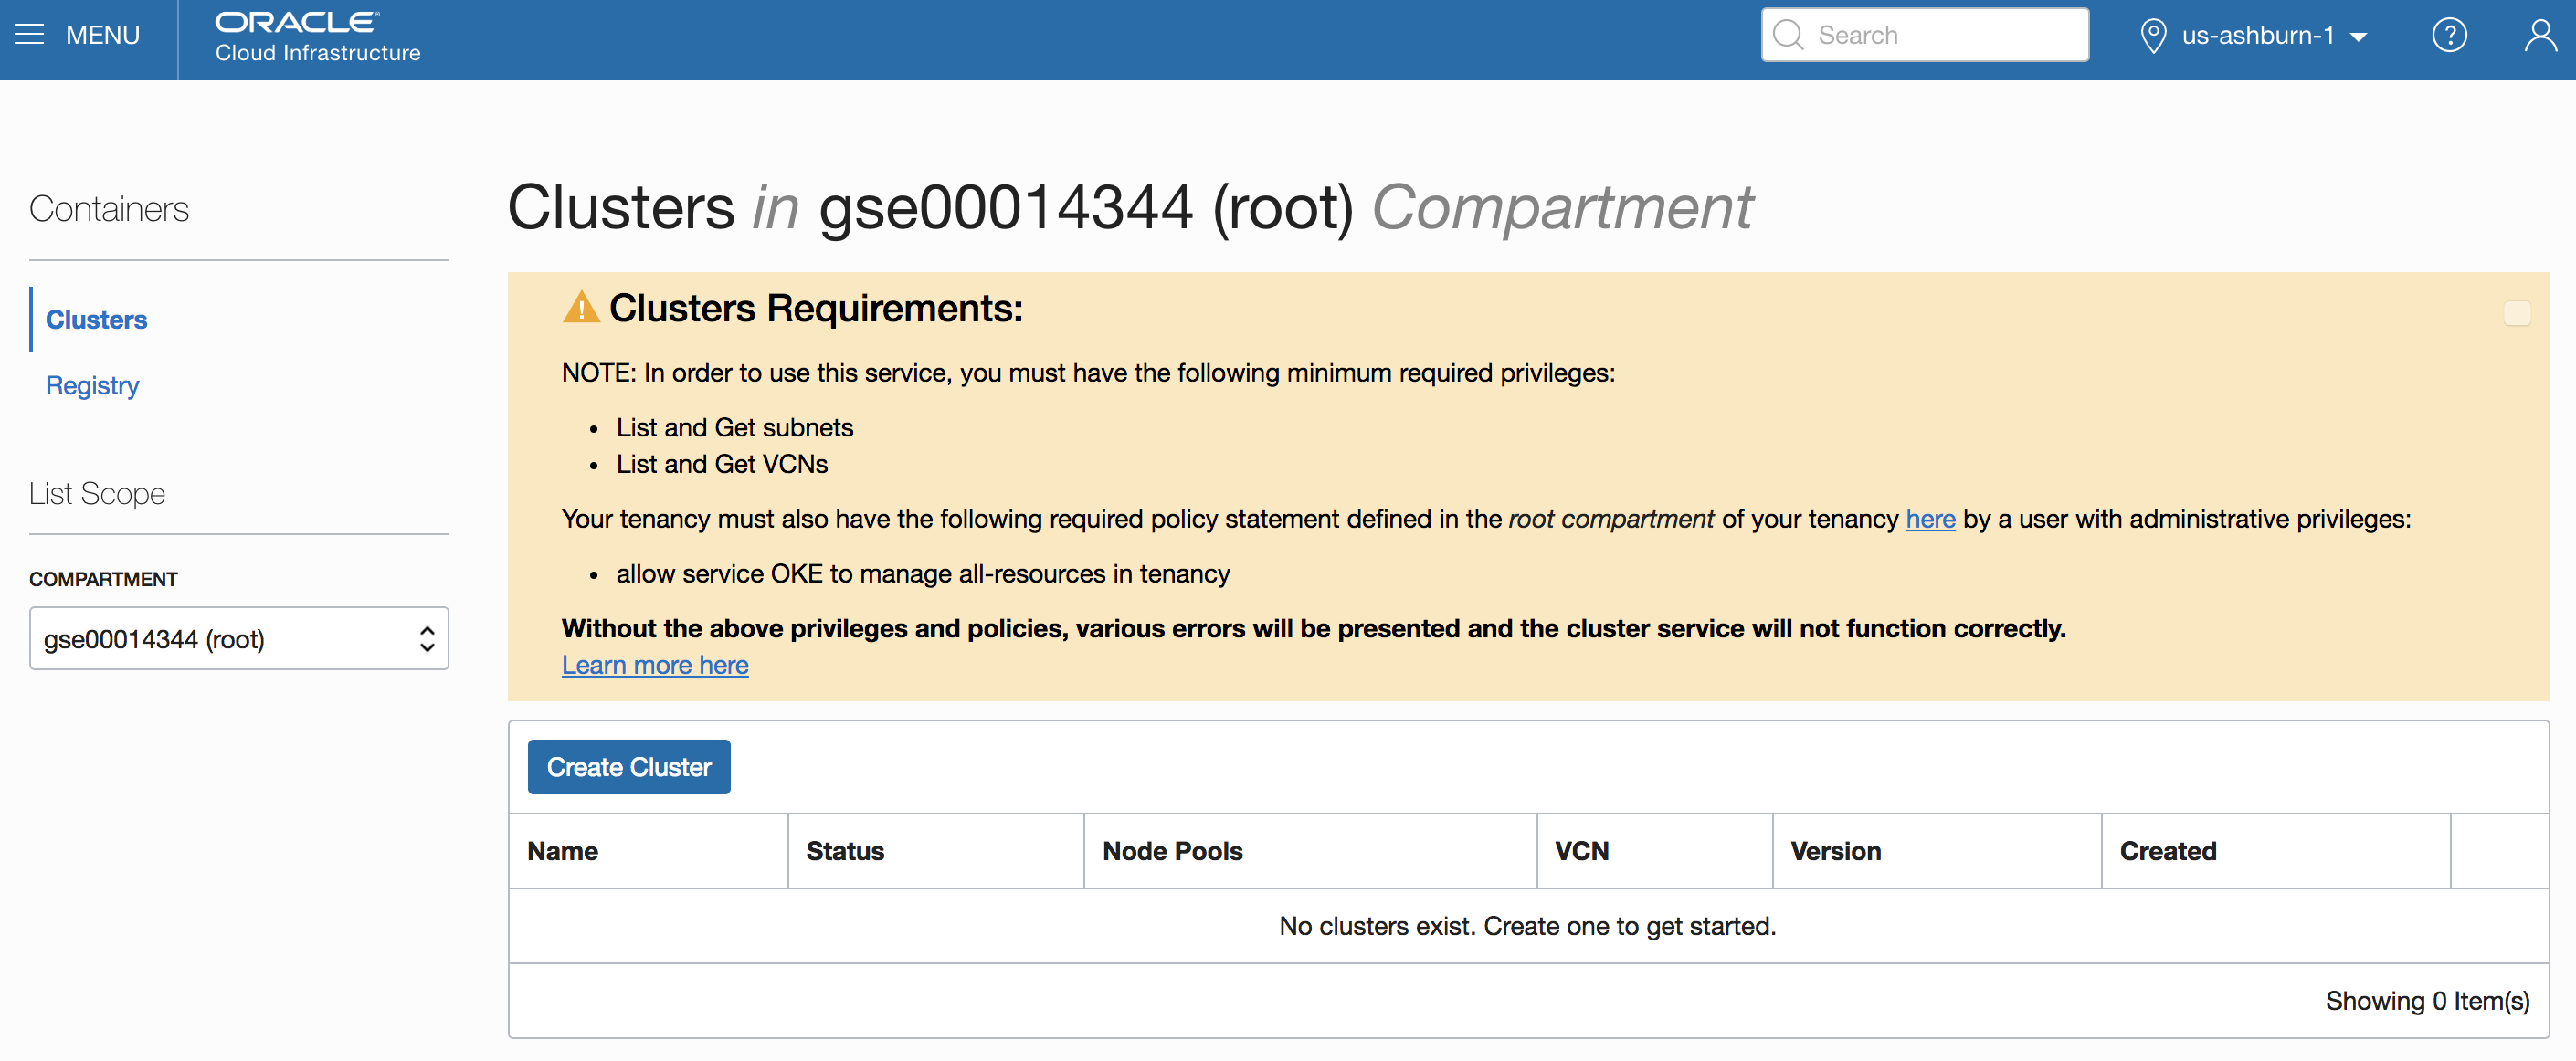 MENU
ORACLE®
Cloud Infrastructure
Search
us-ashburn-1
?
Containers
Clusters
Registry
List Scope
COMPARTMENT
gse00014344 (root)
Clusters in gse00014344 (root) Compartment
Clusters Requirements:
NOTE: In order to use this service, you must have the following minimum required privileges:
• List and Get subnets
• List and Get VCNs
Your tenancy must also have the following required policy statement defined in the root compartment of your tenancy here by a user with administrative privileges:
• allow service OKE to manage all-resources in tenancy
Without the above privileges and policies, various errors will be presented and the cluster service will not function correctly.
Learn more here
Create Cluster
Name Status Node Pools VCN Version Created
No clusters exist. Create one to get started.
Showing 0 Item(s)